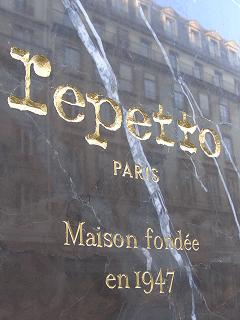 repetto
PARIS
Maison fondée
en 1947